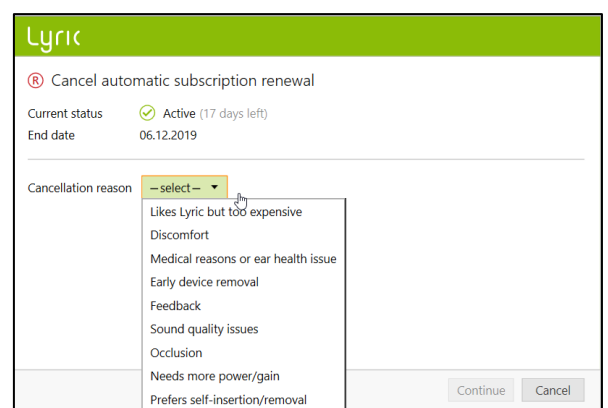 Lyric
® Cancel automatic subscription renewal
Current status Active (17 days left)
End date 06.12.2019
Cancellation reason –select–
Likes Lyric but too expensive
Discomfort
Medical reasons or ear health issue
Early device removal
Feedback
Sound quality issues
Occlusion
Needs more power/gain
Prefers self-insertion/removal
Continue Cancel